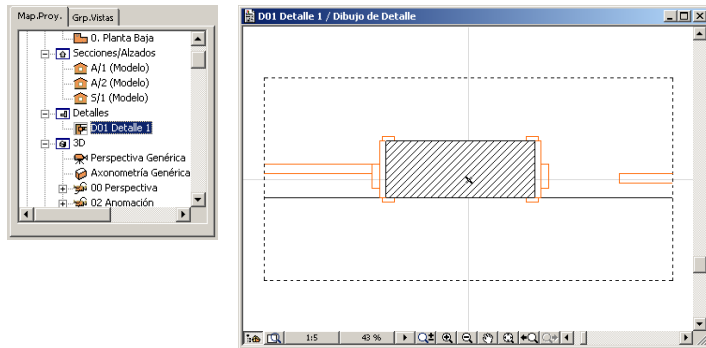 Map.Proy.
Grp.Vistas
0. Planta Baja
Secciones/Alzados
A/1 (Modelo)
A/2 (Modelo)
S/1 (Modelo)
Detalles
D01 Detalle 1
3D
Perspectiva Genérica
Axonometría Genérica
00 Perspectiva
02 Anomación
D01 Detalle 1 / Dibujo de Detalle
1:5
43 %